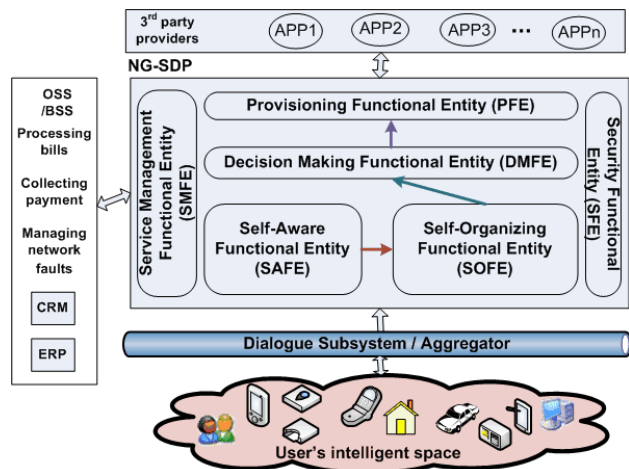 3rd party
providers
APP1
APP2
APP3
...
APPn
NG-SDP
OSS
/BSS
Processing
bills
Collecting
payment
Managing
network
faults
CRM
ERP
Service Management
Functional Entity
(SMFE)
Provisioning Functional Entity (PFE)
Decision Making Functional Entity (DMFE)
Self-Aware
Functional Entity
(SAFE)
Self-Organizing
Functional Entity
(SOFE)
Security Functional
Entity (SFE)
Dialogue Subsystem / Aggregator
User's intelligent space